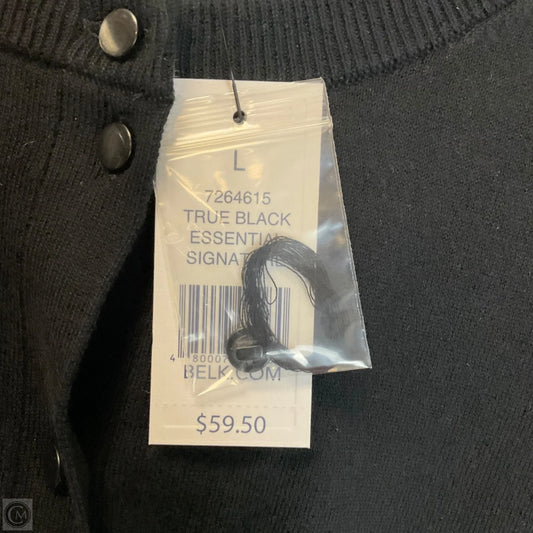 L
7264615
TRUE BLACK
ESSENTIAL
BELK.COM
$59.50